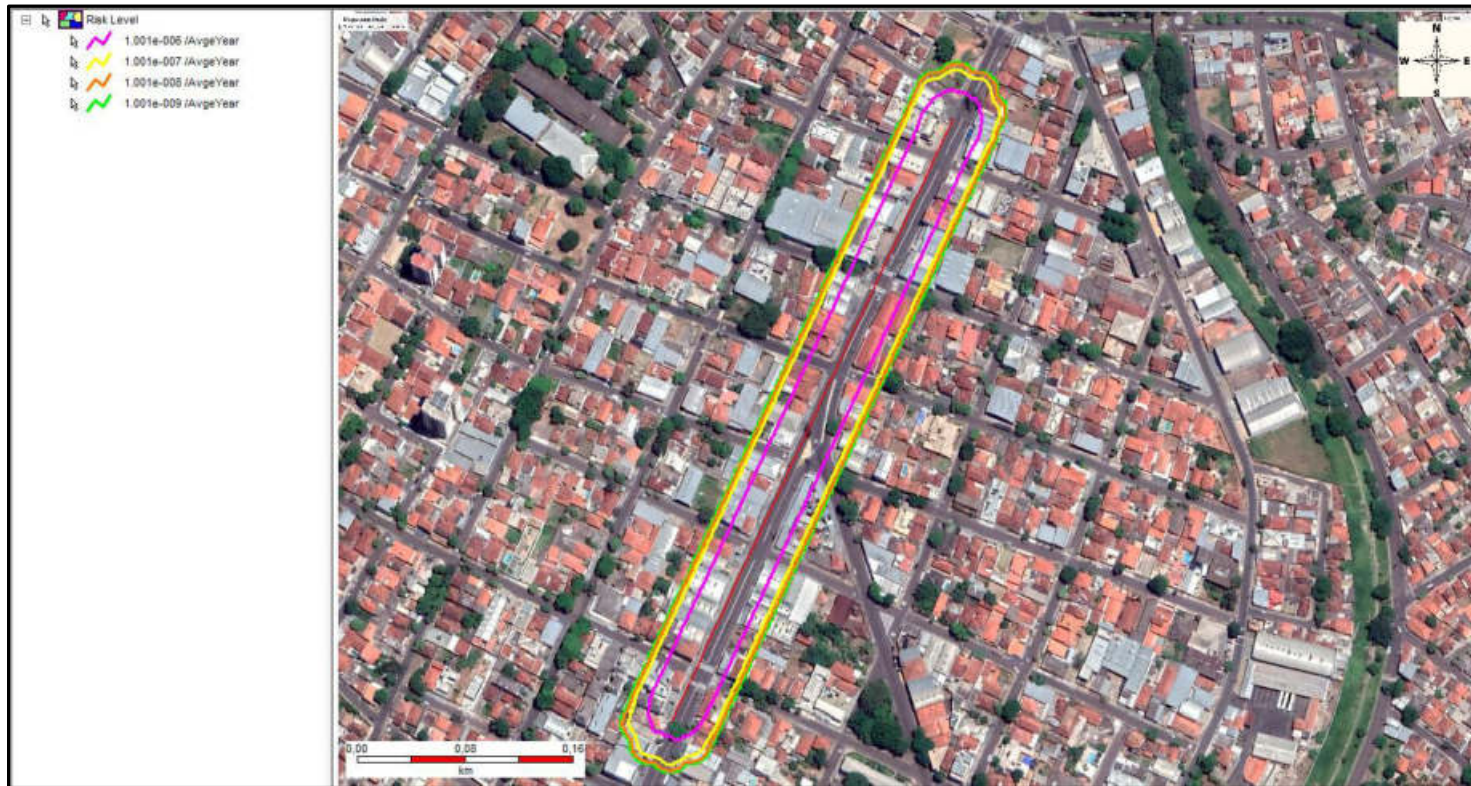 Risk Level
1.001e-006 /AvgeYear
1.001e-007 /AvgeYear
1.001e-008 /AvgeYear
1.001e-009 /AvgeYear
N
W E
S
0,00 0,08 0,16
km